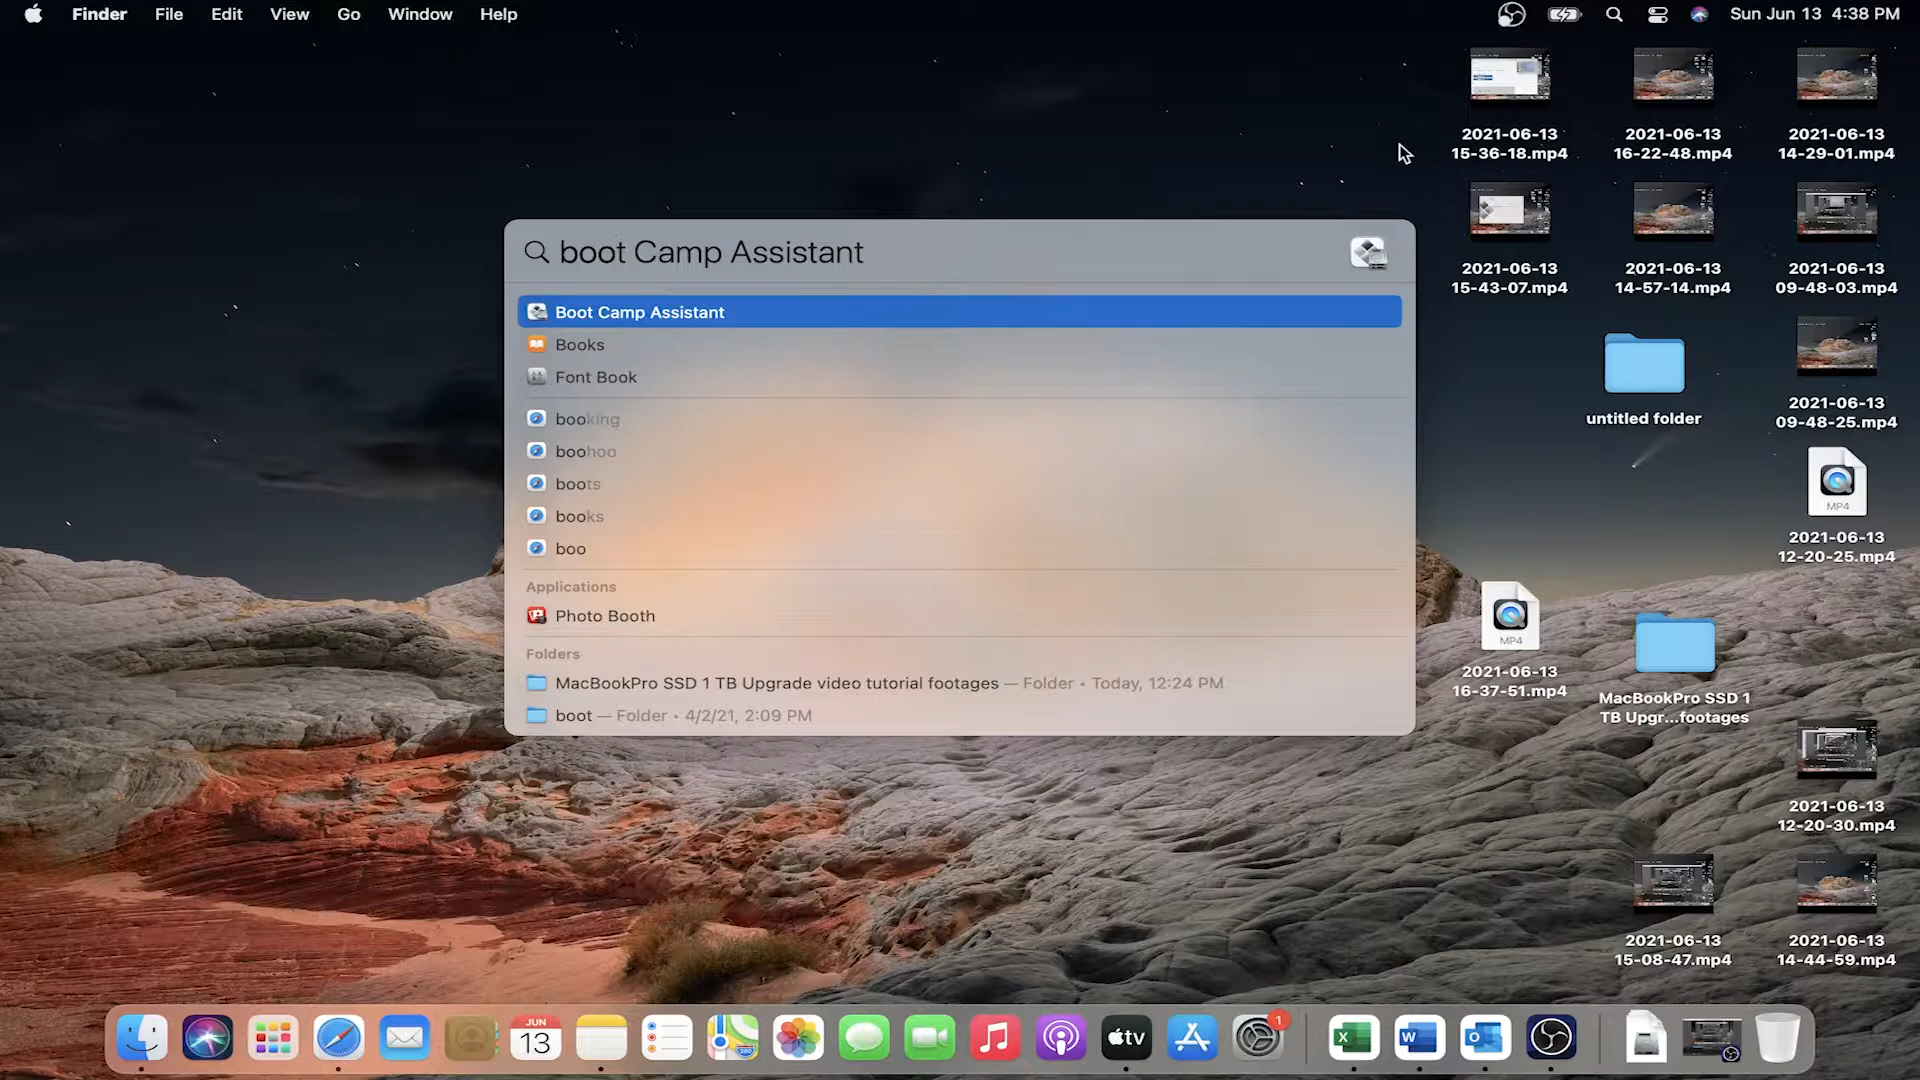 Finder File Edit View Go Window Help
Sun Jun 13 4:38 PM
2021-06-13
15-36-18.mp4
2021-06-13
16-22-48.mp4
2021-06-13
14-29-01.mp4
2021-06-13
15-43-07.mp4
2021-06-13
14-57-14.mp4
2021-06-13
09-48-03.mp4
boot Camp Assistant
Boot Camp Assistant
Books
Font Book
booking
boohoo
boots
books
boo
Applications
Photo Booth
Folders
MacBookPro SSD 1 TB Upgrade video tutorial footages — Folder • Today, 12:24 PM
boot — Folder • 4/2/21, 2:09 PM
untitled folder
2021-06-13
09-48-25.mp4
MP4
2021-06-13
12-20-25.mp4
MP4
2021-06-13
16-37-51.mp4
MacBookPro SSD 1
TB Upgr...footages
2021-06-13
12-20-30.mp4
2021-06-13
15-08-47.mp4
2021-06-13
14-44-59.mp4
JUN
13
280
tv
1
X
W
O